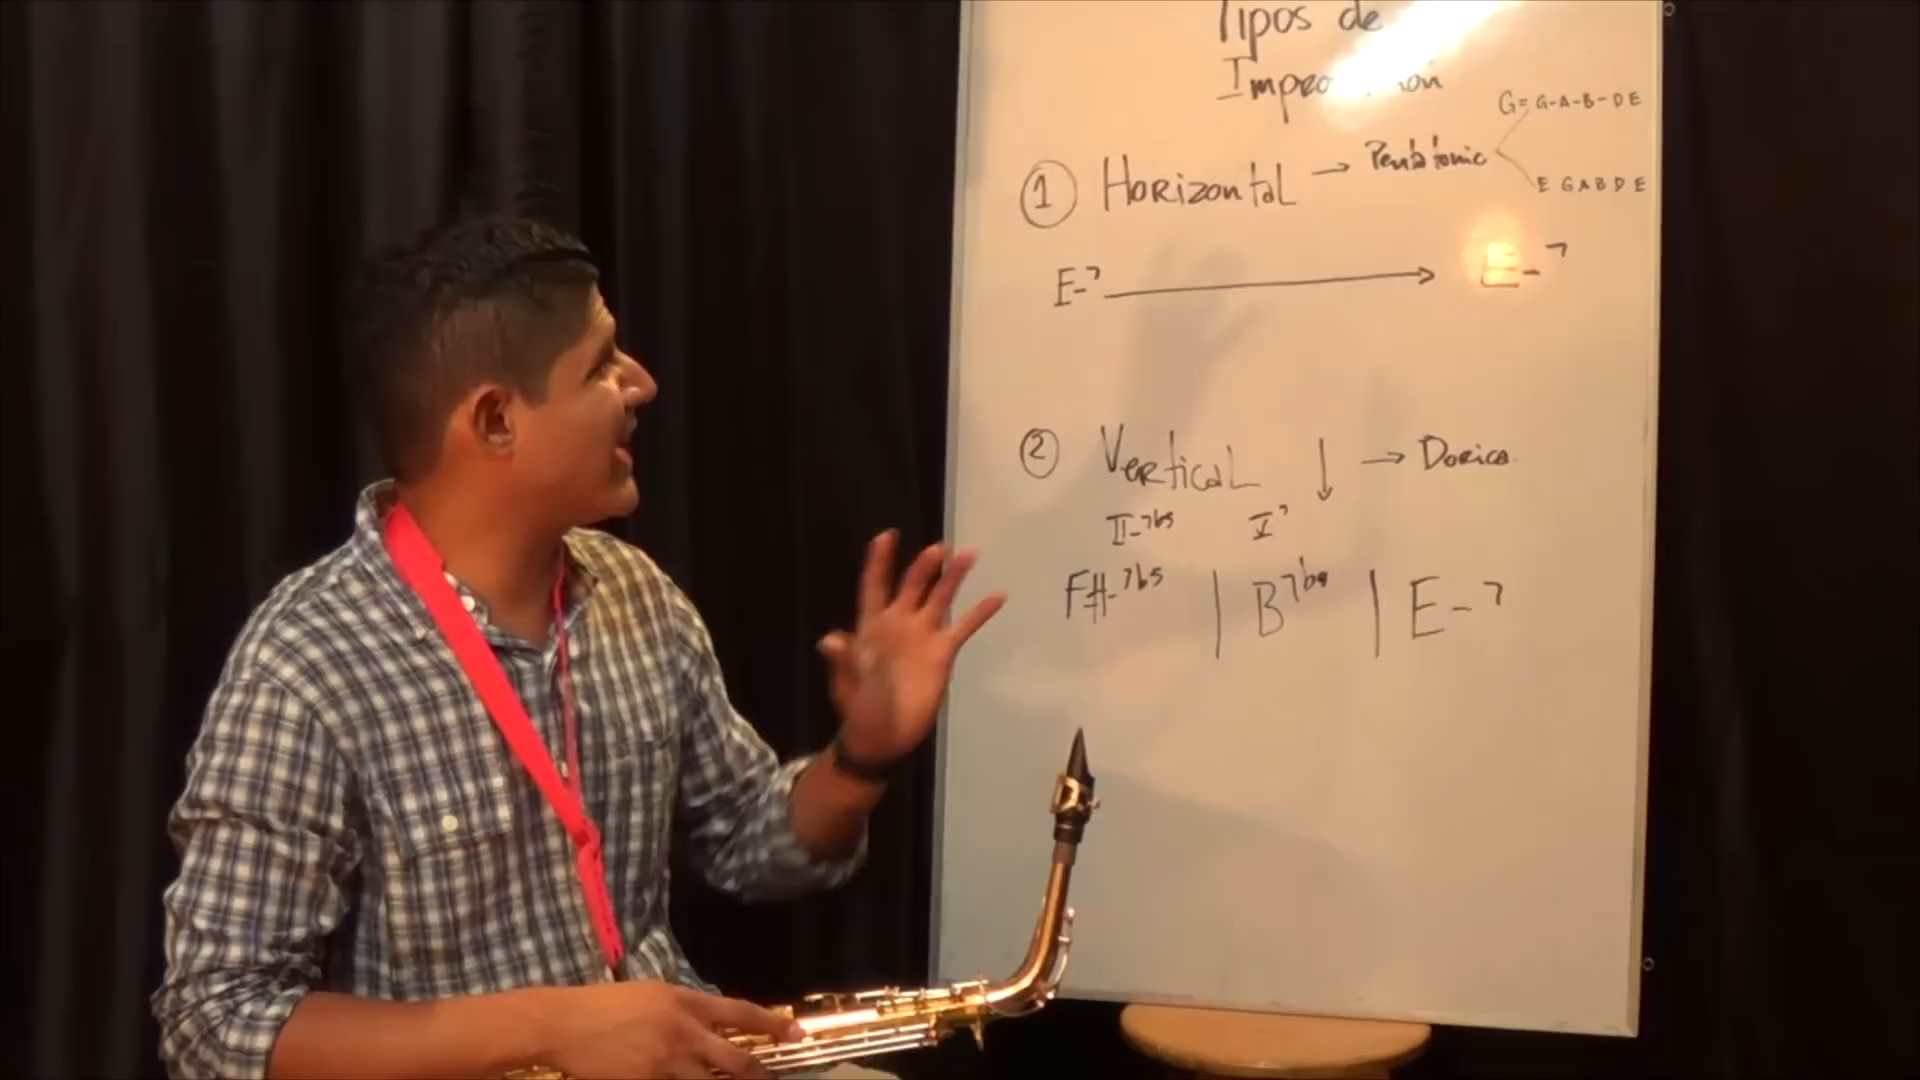 Tipos de
① Horizontal → Pentatonic
G= G-A-B-D E
E G A B D E
E-7 → E-7
② Vertical ↓ → Dorica
II-7b5 V7
F#-7b5 | B7b9 | E-7